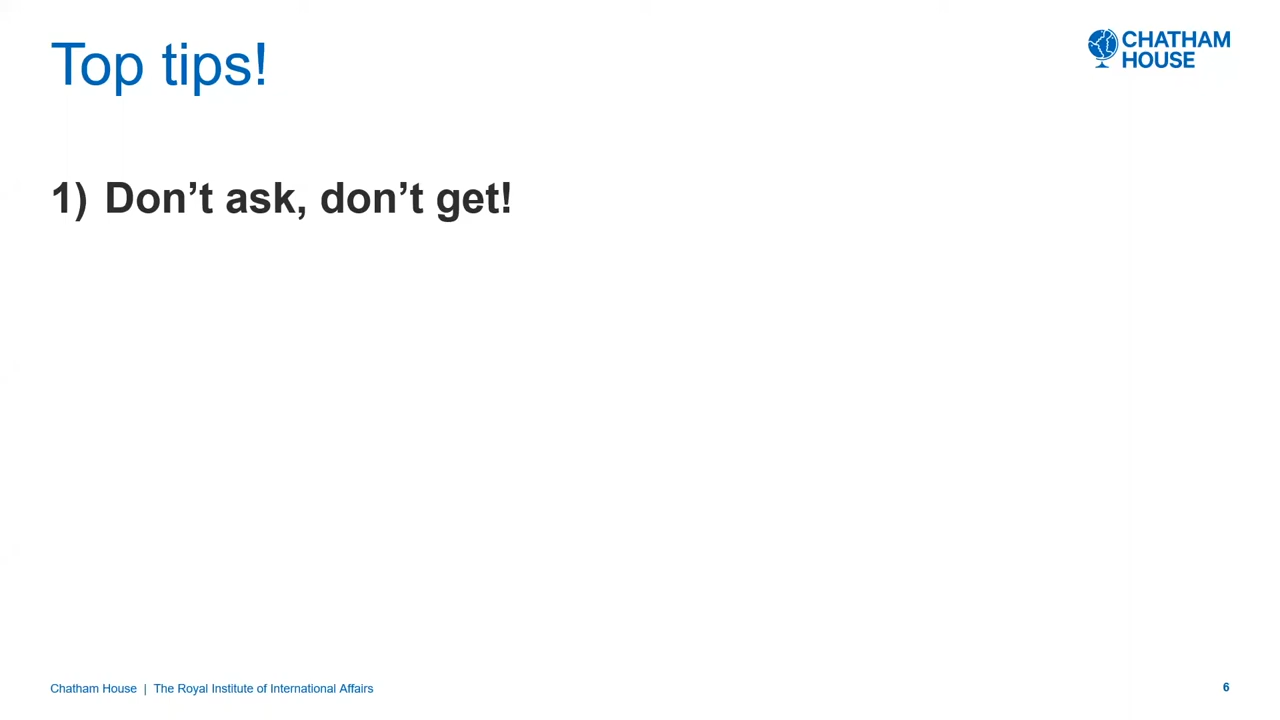 Top tips!
CHATHAM
HOUSE
1) Don’t ask, don’t get!
Chatham House | The Royal Institute of International Affairs
6